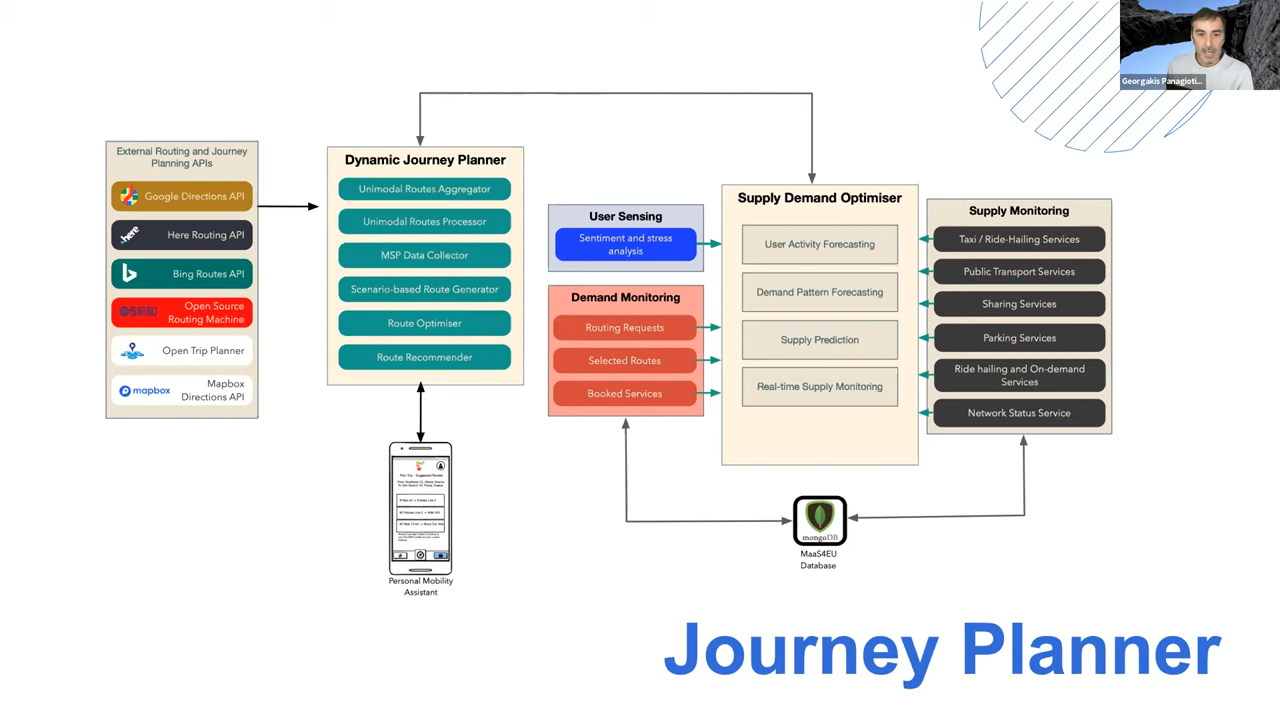 Georgakis Panagioti...
External Routing and Journey
Planning APIs
Google Directions API
here
Here Routing API
Bing Routes API
Open Source
Routing Machine
Open Trip Planner
mapbox
Mapbox
Directions API
Dynamic Journey Planner
Unimodal Routes Aggregator
Unimodal Routes Processor
MSP Data Collector
Scenario-based Route Generator
Route Optimiser
Route Recommender
Personal Mobility
Assistant
User Sensing
Sentiment and stress
analysis
Demand Monitoring
Routing Requests
Selected Routes
Booked Services
Supply Demand Optimiser
User Activity Forecasting
Demand Pattern Forecasting
Supply Prediction
Real-time Supply Monitoring
Supply Monitoring
Taxi / Ride-Hailing Services
Public Transport Services
Sharing Services
Parking Services
Ride hailing and On-demand
Services
Network Status Service
mongoDB
MaaS4EU
Database
Journey Planner